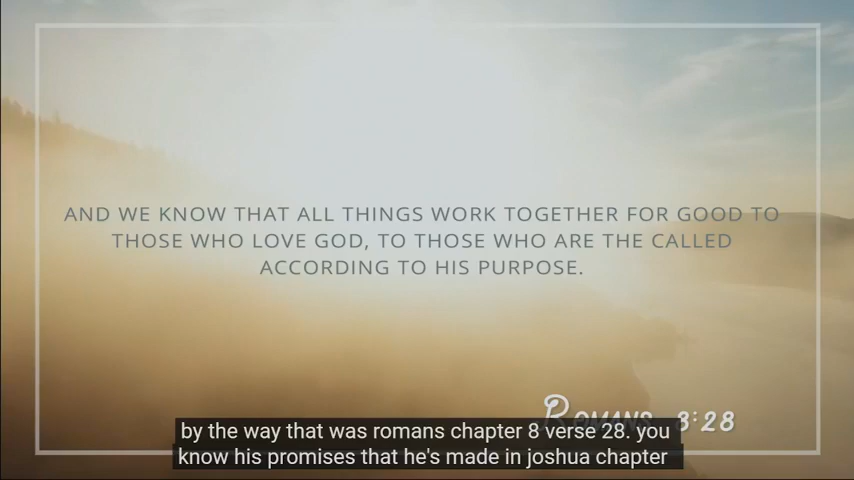 AND WE KNOW THAT ALL THINGS WORK TOGETHER FOR GOOD TO
THOSE WHO LOVE GOD, TO THOSE WHO ARE THE CALLED
ACCORDING TO HIS PURPOSE.
ROMANS 8:28
by the way that was romans chapter 8 verse 28. you
know his promises that he's made in joshua chapter